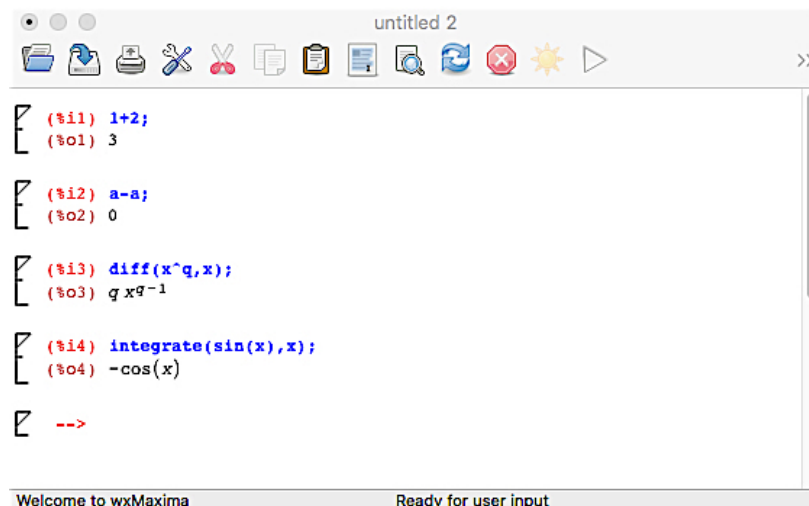 untitled 2
(%i1) 1+2;
(%o1) 3
(%i2) a-a;
(%o2) 0
(%i3) diff(x^q,x);
(%o3) q x^{q-1}
(%i4) integrate(sin(x),x);
(%o4) -cos(x)
-->
Welcome to wxMaxima Ready for user input